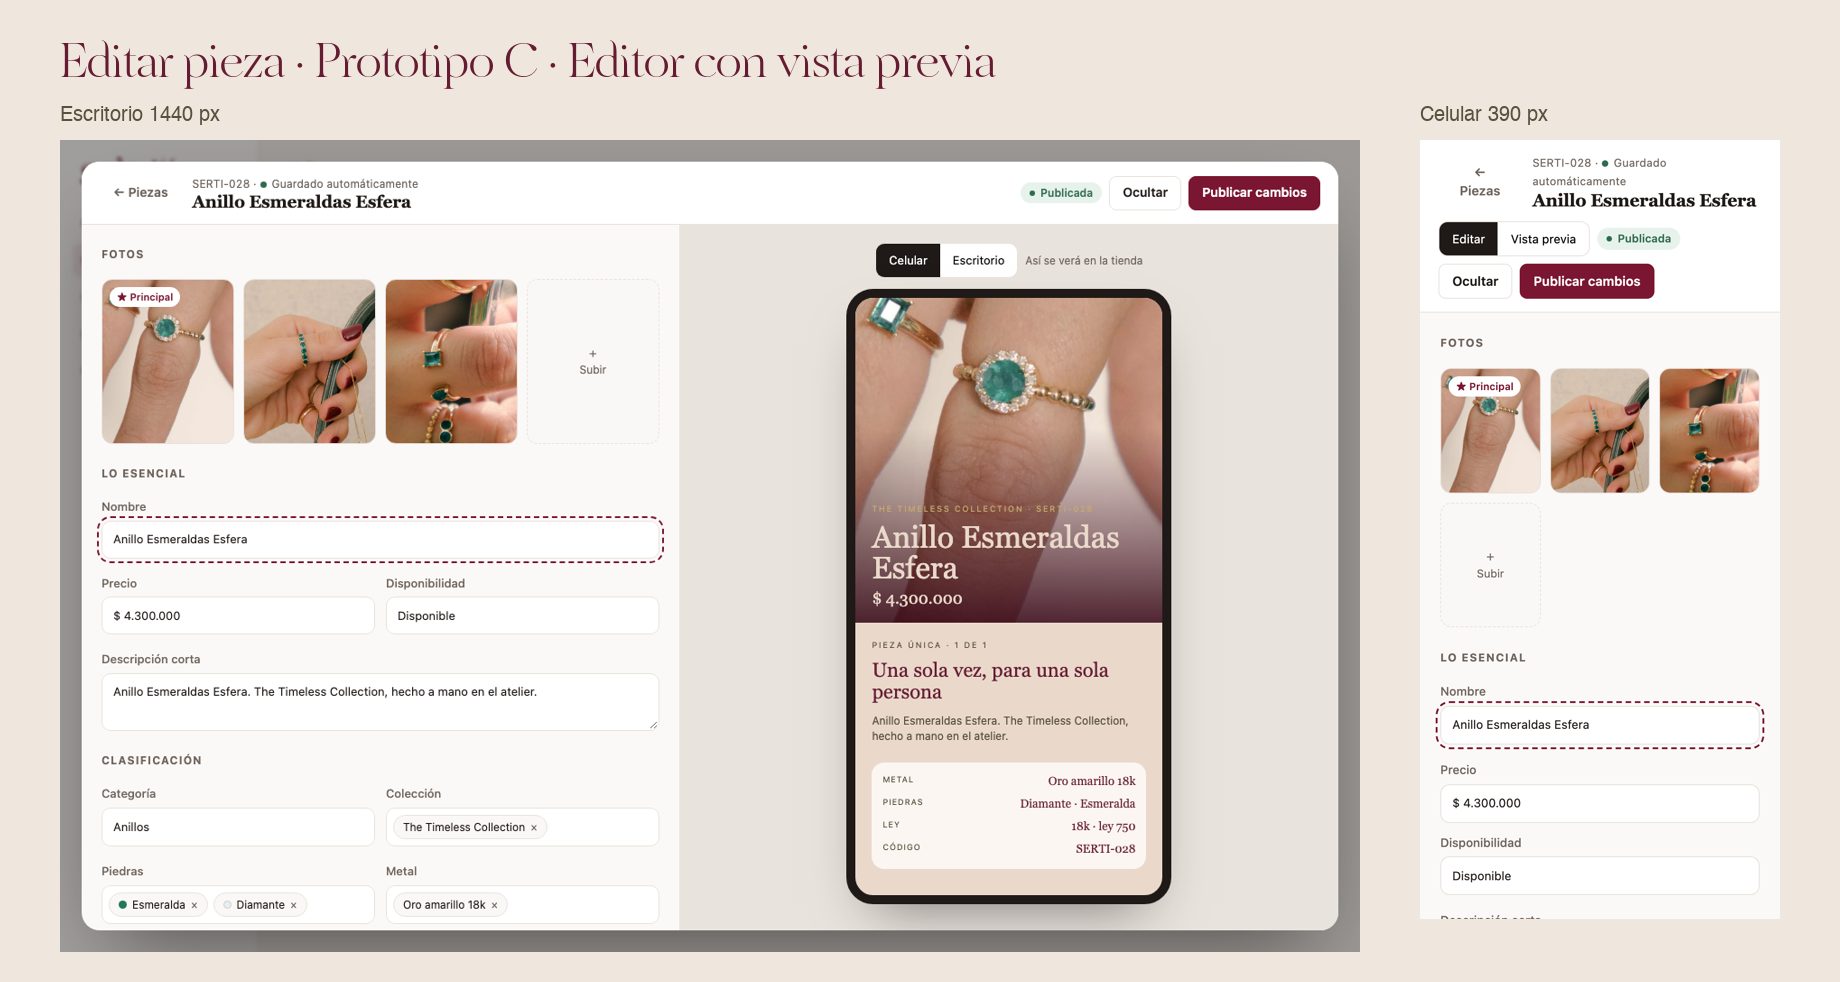 Editar pieza · Prototipo C · Editor con vista previa
Escritorio 1440 px
← Piezas
SERTI-028 · ● Guardado automáticamente
Anillo Esmeraldas Esfera
● Publicada
Ocultar
Publicar cambios
FOTOS
★ Principal
+
Subir
LO ESENCIAL
Nombre
Anillo Esmeraldas Esfera
Precio
Disponibilidad
$ 4.300.000
Disponible
Descripción corta
Anillo Esmeraldas Esfera. The Timeless Collection, hecho a mano en el atelier.
CLASIFICACIÓN
Categoría
Colección
Anillos
The Timeless Collection ×
Piedras
Metal
Esmeralda ×
Diamante ×
Oro amarillo 18k ×
Celular
Escritorio
Así se verá en la tienda
THE TIMELESS COLLECTION · SERTI-028
Anillo Esmeraldas
Esfera
$ 4.300.000
PIEZA ÚNICA · 1 DE 1
Una sola vez, para una sola
persona
Anillo Esmeraldas Esfera. The Timeless Collection,
hecho a mano en el atelier.
METAL Oro amarillo 18k
PIEDRAS Diamante · Esmeralda
LEY 18k · ley 750
CÓDIGO SERTI-028
Celular 390 px
←
Piezas
SERTI-028 · ● Guardado
automáticamente
Anillo Esmeraldas Esfera
Editar
Vista previa
● Publicada
Ocultar
Publicar cambios
FOTOS
★ Principal
+
Subir
LO ESENCIAL
Nombre
Anillo Esmeraldas Esfera
Precio
$ 4.300.000
Disponibilidad
Disponible
Descripción corta